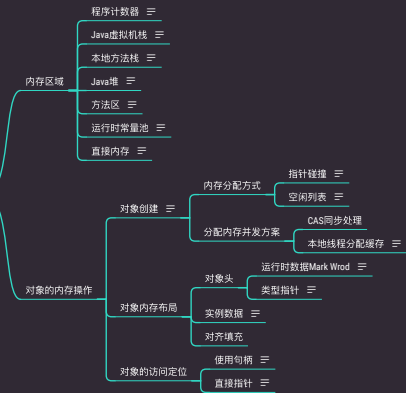 程序计数器
Java虚拟机栈
本地方法栈
内存区域
Java堆
方法区
运行时常量池
直接内存
指针碰撞
内存分配方式
空闲列表
对象创建
CAS同步处理
分配内存并发方案
本地线程分配缓存
运行时数据Mark Wrod
对象头
类型指针
对象的内存操作
对象内存布局
实例数据
对齐填充
使用句柄
对象的访问定位
直接指针